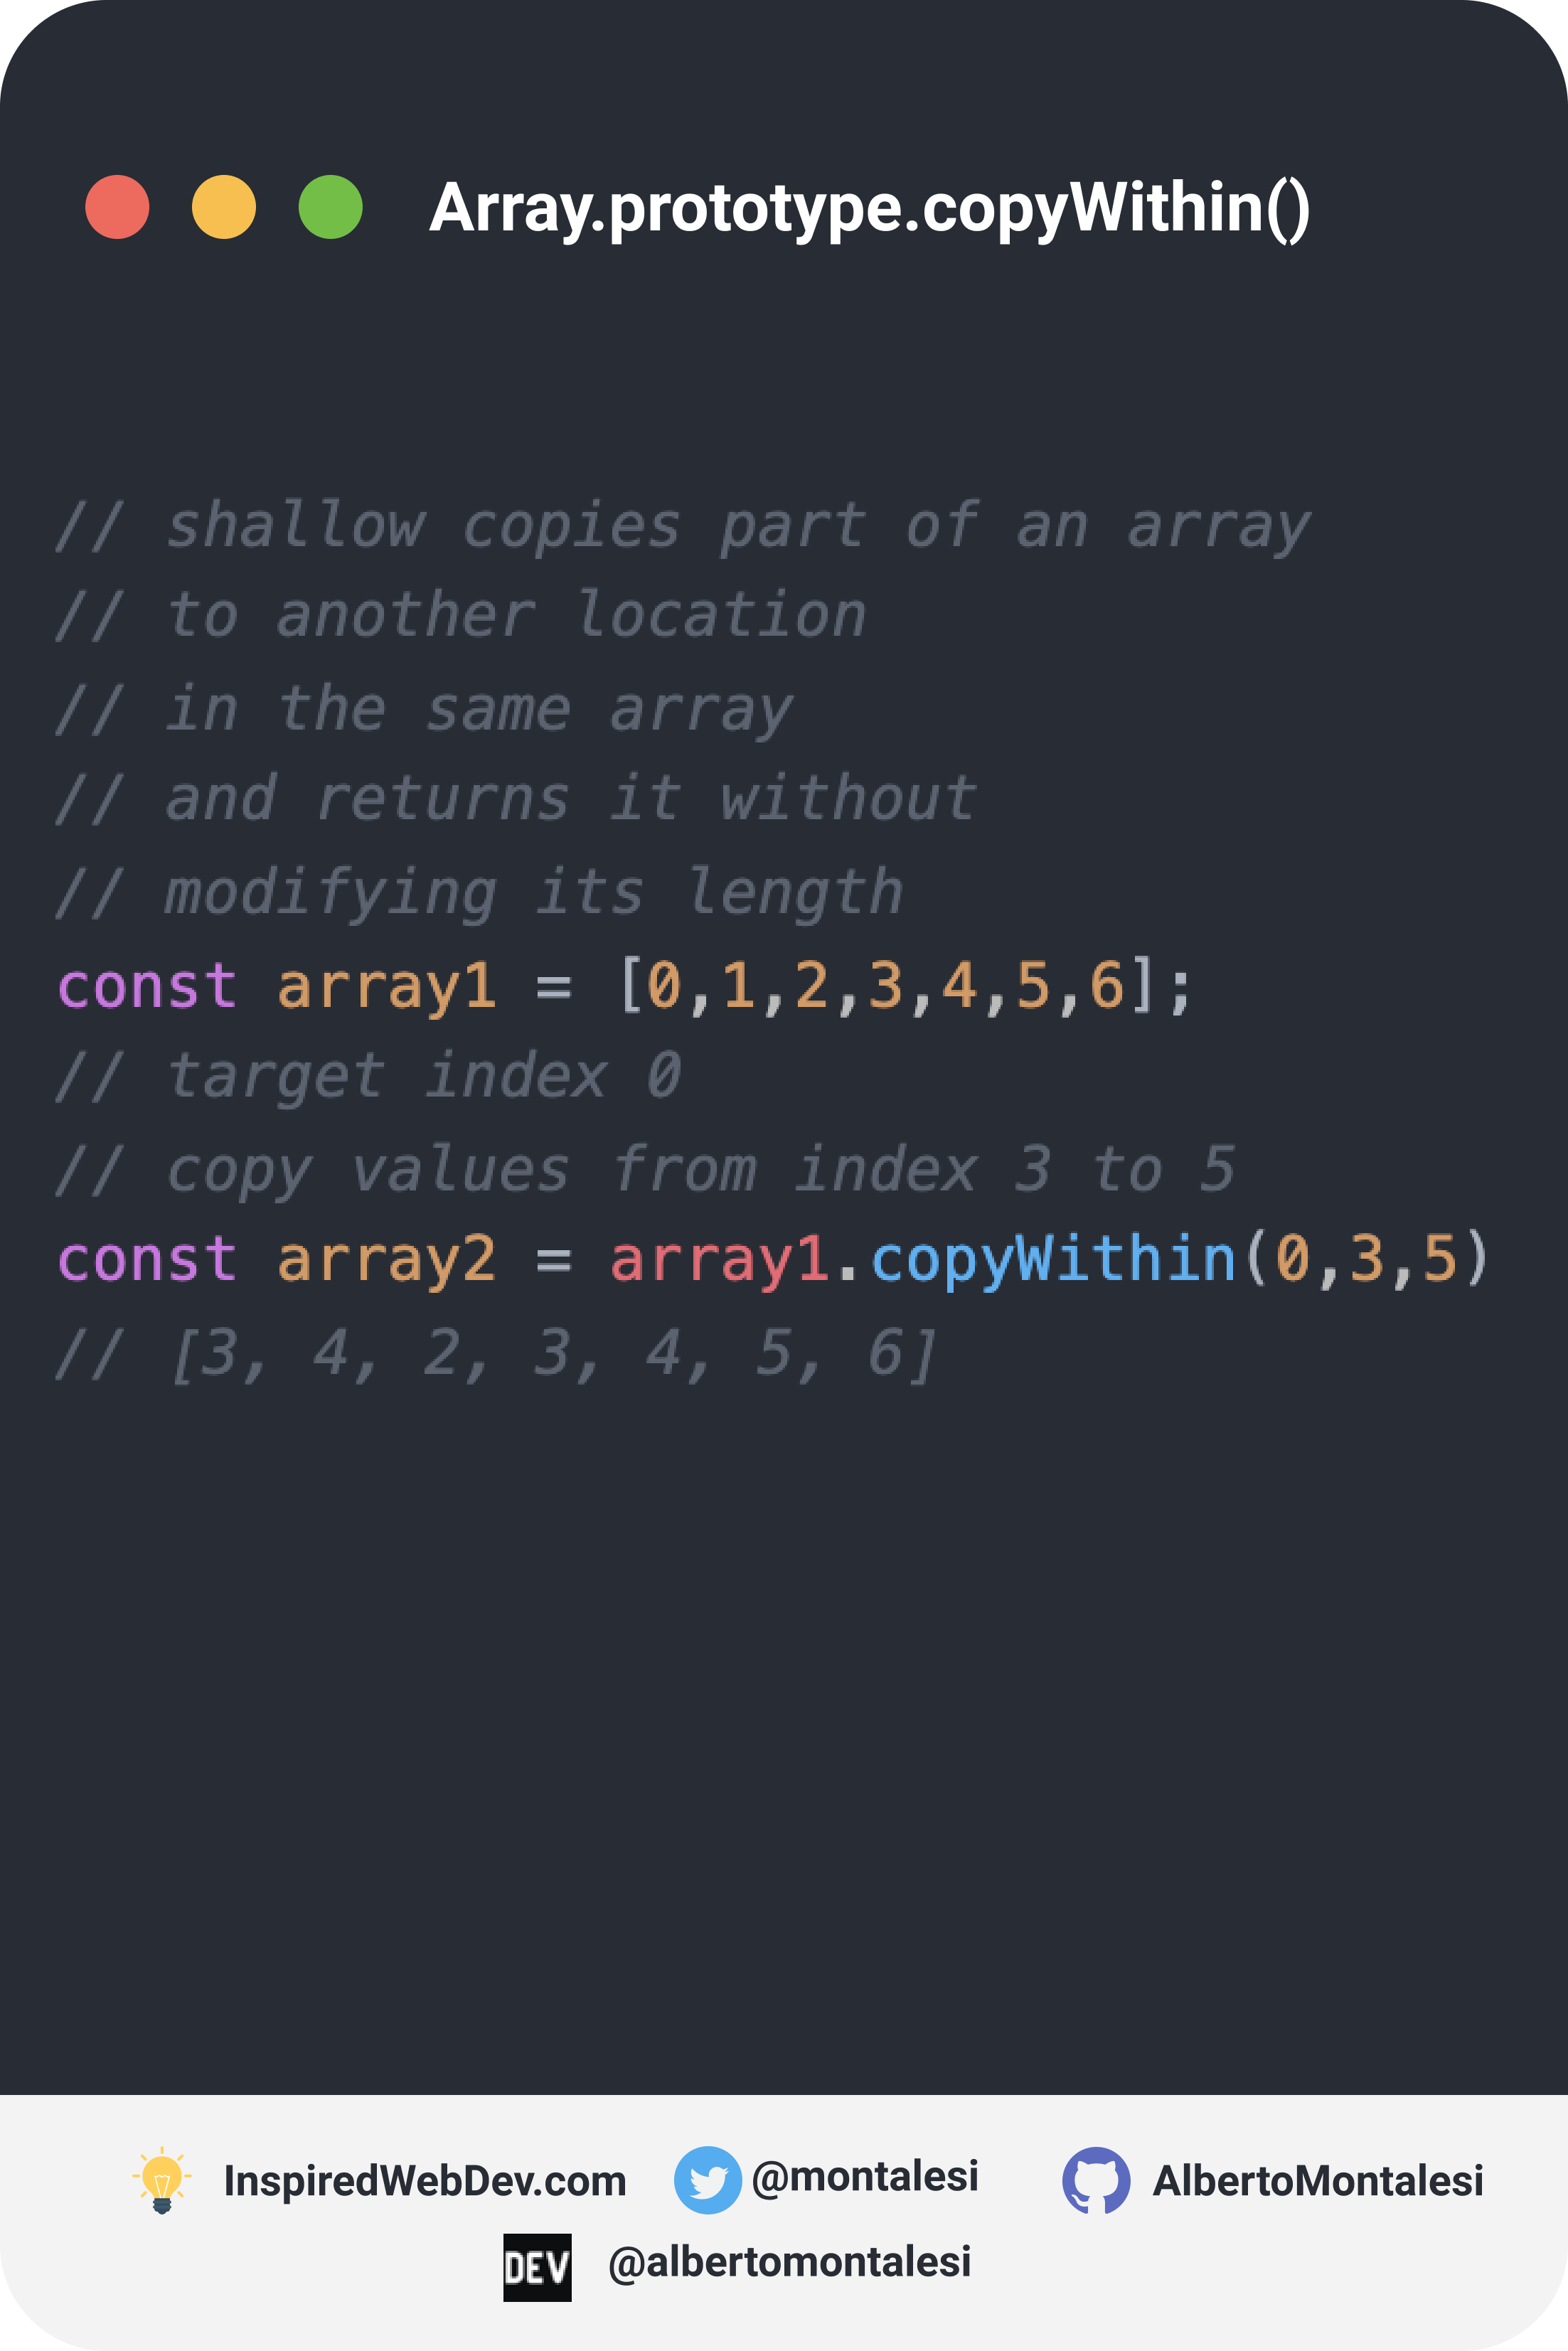 Array.prototype.copyWithin()
// shallow copies part of an array
// to another location
// in the same array
// and returns it without
// modifying its length
const array1 = [0,1,2,3,4,5,6];
// target index 0
// copy values from index 3 to 5
const array2 = array1.copyWithin(0,3,5)
// [3, 4, 2, 3, 4, 5, 6]
InspiredWebDev.com @montalesi AlbertoMontalesi
DEV @albertomontalesi